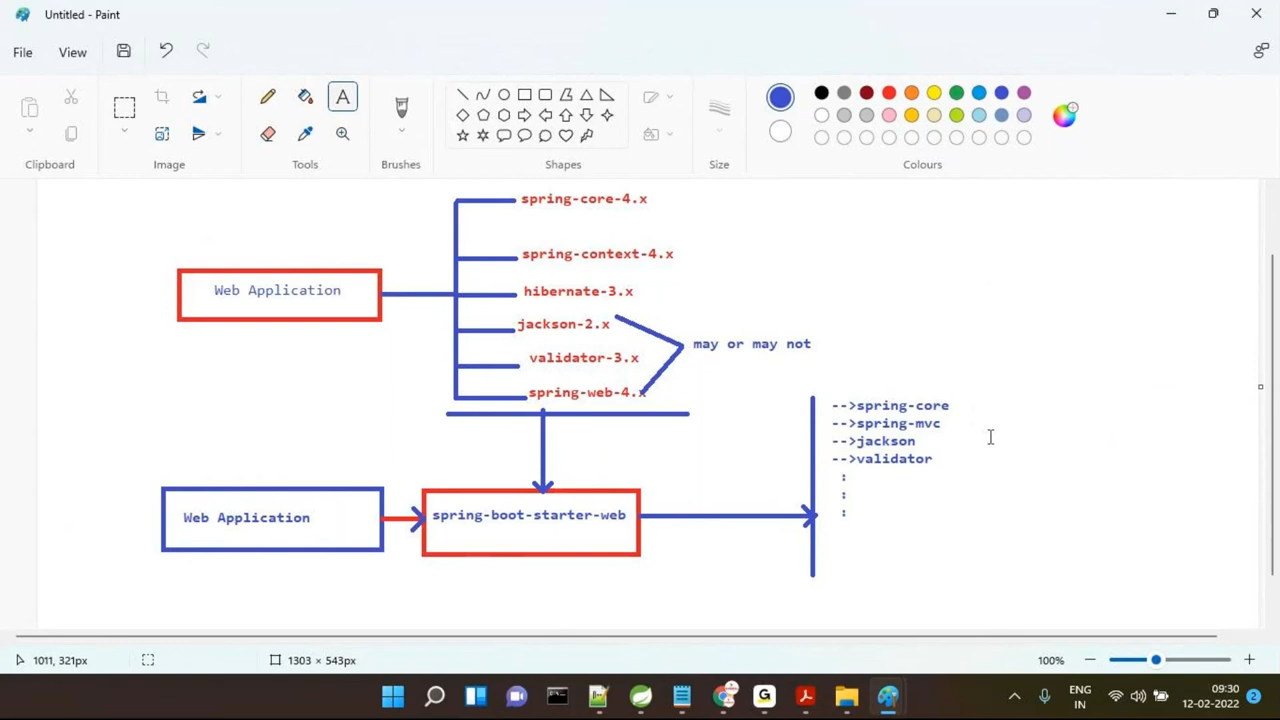 Untitled - Paint
File
View
Clipboard
Image
Tools
Brushes
Shapes
Size
Colours
spring-core-4.x
spring-context-4.x
Web Application
hibernate-3.x
jackson-2.x
may or may not
validator-3.x
spring-web-4.x
-->spring-core
-->spring-mvc
-->jackson
-->validator
:
:
:
Web Application
spring-boot-starter-web
1011, 321px
1303 × 543px
100%
ENG
IN
09:30
12-02-2022
2